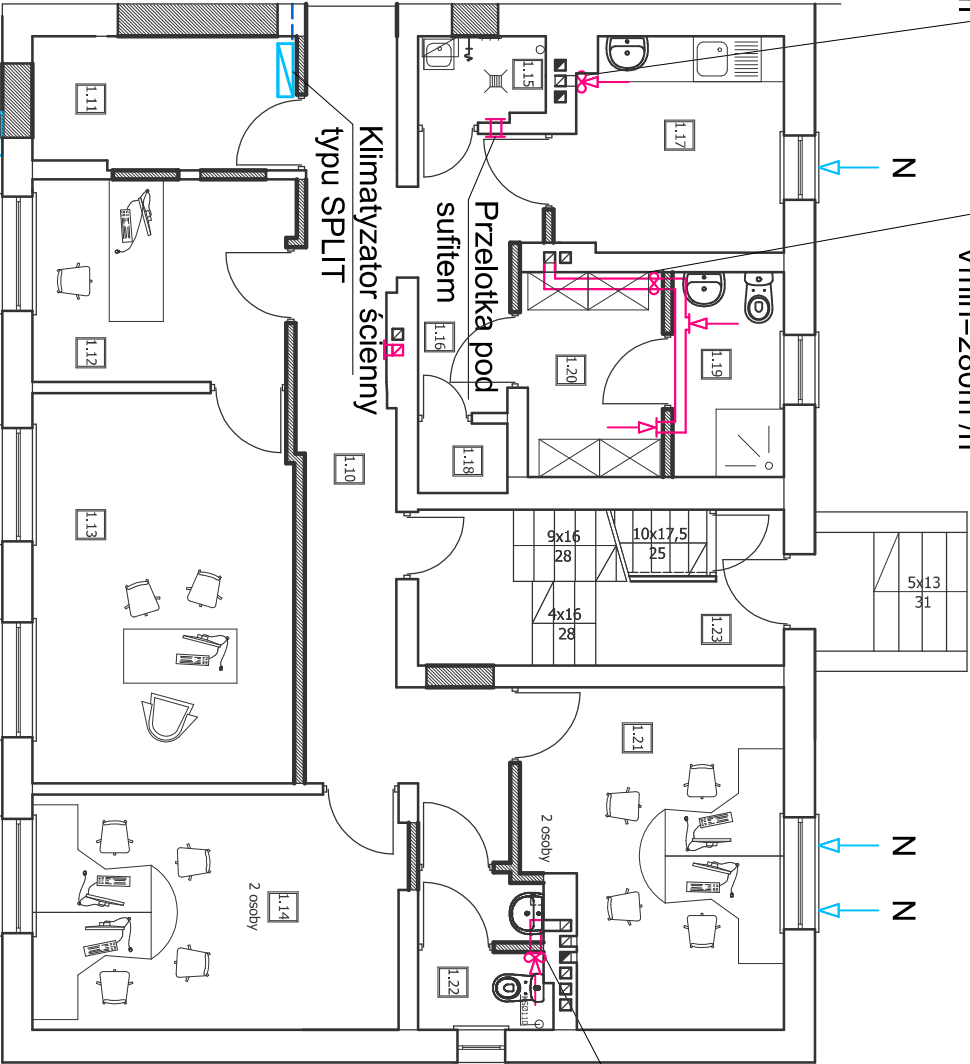 Vmin=280m³/h
N
N
N
1.11
1.15
1.17
Klimatyzator ścienny
typu SPLIT
Przelotka pod
sufitem
1.12
1.16
1.20
1.19
1.18
1.10
1.13
9x16
28
10x17,5
25
4x16
28
1.23
5x13
31
1.21
2 osoby
1.14
2 osoby
1.22